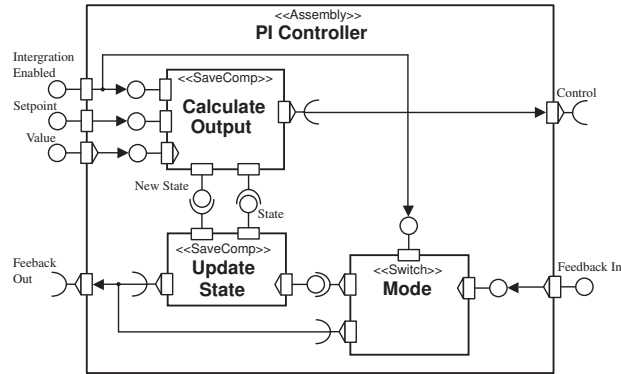 <<Assembly>>
PI Controller
Intergration
Enabled
Setpoint
Value
<<SaveComp>>
Calculate
Output
Control
New State
State
<<SaveComp>>
Update
State
Feeback
Out
<<Switch>>
Mode
Feedback In